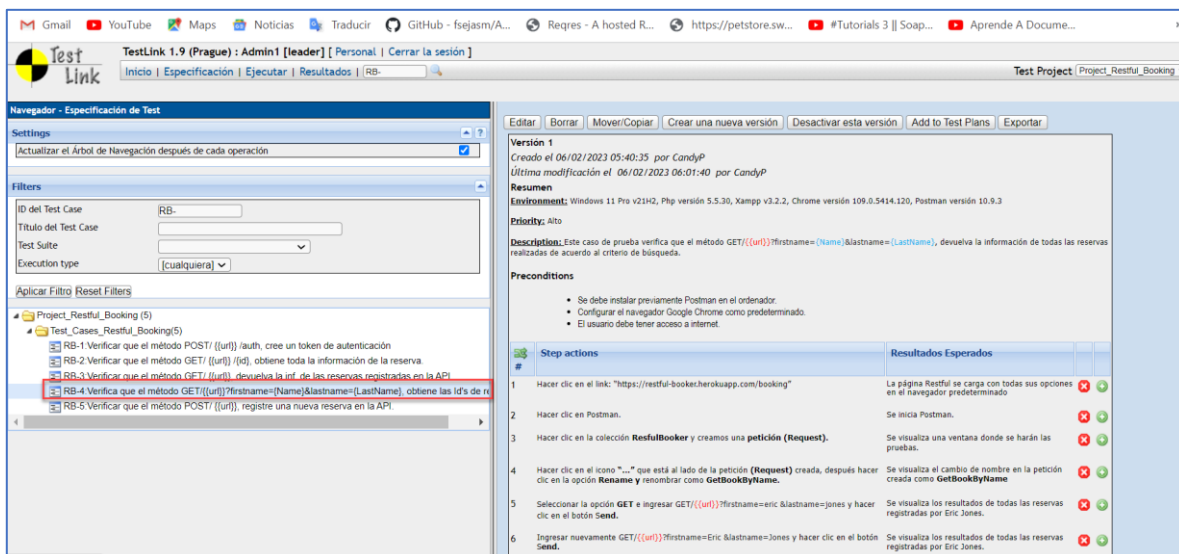 Gmail YouTube Maps Noticias Traducir GitHub - fsejasm/A... Reqres - A hosted R... https://petstore.sw... #Tutorials 3 || Soap... Aprende A Docume...
Test Link
TestLink 1.9 (Prague) : Admin1 [leader] [ Personal | Cerrar la sesión ]
Inicio | Especificación | Ejecutar | Resultados | RB-
Test Project Project_Restful_Booking
Navegador - Especificación de Test
Settings
Actualizar el Árbol de Navegación después de cada operación
Filters
ID del Test Case RB-
Título del Test Case
Test Suite
Execution type [cualquiera]
Aplicar Filtro Reset Filters
Project_Restful_Booking (5)
Test_Cases_Restful_Booking(5)
RB-1:Verificar que el método POST/ {{url}} /auth, cree un token de autenticación
RB-2:Verificar que el método GET/ {{url}} /{id}, obtiene toda la información de la reserva.
RB-3:Verificar que el método GET/ {{url}}, devuelva la inf. de las reservas registradas en la API
RB-4:Verifica que el método GET/{{url}}?firstname={Name}&lastname={LastName}, obtiene las Id's de re
RB-5:Verificar que el método POST/ {{url}}, registre una nueva reserva en la API.
Editar Borrar Mover/Copiar Crear una nueva versión Desactivar esta versión Add to Test Plans Exportar
Versión 1
Creado el 06/02/2023 05:40:35 por CandyP
Última modificación el 06/02/2023 06:01:40 por CandyP
Resumen
Environment: Windows 11 Pro v21H2, Php versión 5.5.30, Xampp v3.2.2, Chrome versión 109.0.5414.120, Postman versión 10.9.3
Priority: Alto
Description: Este caso de prueba verifica que el método GET/{{url}}?firstname={Name}&lastname={LastName}, devuelva la información de todas las reservas
realizadas de acuerdo al criterio de búsqueda.
Preconditions
• Se debe instalar previamente Postman en el ordenador.
• Configurar el navegador Google Chrome como predeterminado.
• El usuario debe tener acceso a internet.
# Step actions Resultados Esperados
1 Hacer clic en el link: "https://restful-booker.herokuapp.com/booking" La página Restful se carga con todas sus opciones
en el navegador predeterminado
2 Hacer clic en Postman. Se inicia Postman.
3 Hacer clic en la colección ResfulBooker y creamos una petición (Request). Se visualiza una ventana donde se harán las
pruebas.
4 Hacer clic en el icono "..." que está al lado de la petición (Request) creada, después hacer Se visualiza el cambio de nombre en la petición
clic en la opción Rename y renombrar como GetBookByName. creada como GetBookByName
5 Seleccionar la opción GET e ingresar GET/{{url}}?firstname=eric &lastname=jones y hacer Se visualiza los resultados de todas las reservas
clic en el botón Send. registradas por Eric Jones.
6 Ingresar nuevamente GET/{{url}}?firstname=Eric &lastname=Jones y hacer clic en el botón Se visualiza los resultados de todas las reservas
Send. registradas por Eric Jones.